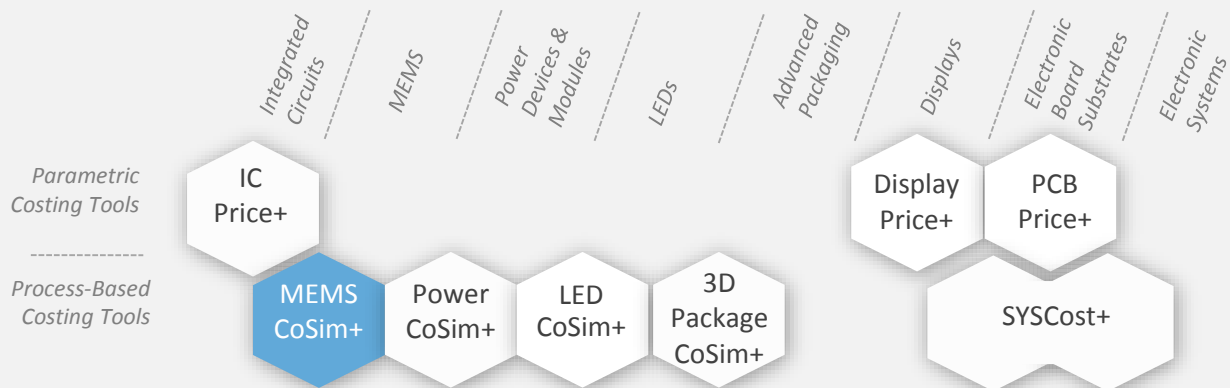 Integrated
Circuits
MEMS
Power
Devices &
Modules
LEDs
Advanced
Packaging
Displays
Electronic
Board
Substrates
Electronic
Systems
Parametric
Costing Tools
IC
Price+
Display
Price+
PCB
Price+
Process-Based
Costing Tools
MEMS
CoSim+
Power
CoSim+
LED
CoSim+
3D
Package
CoSim+
SYSCost+